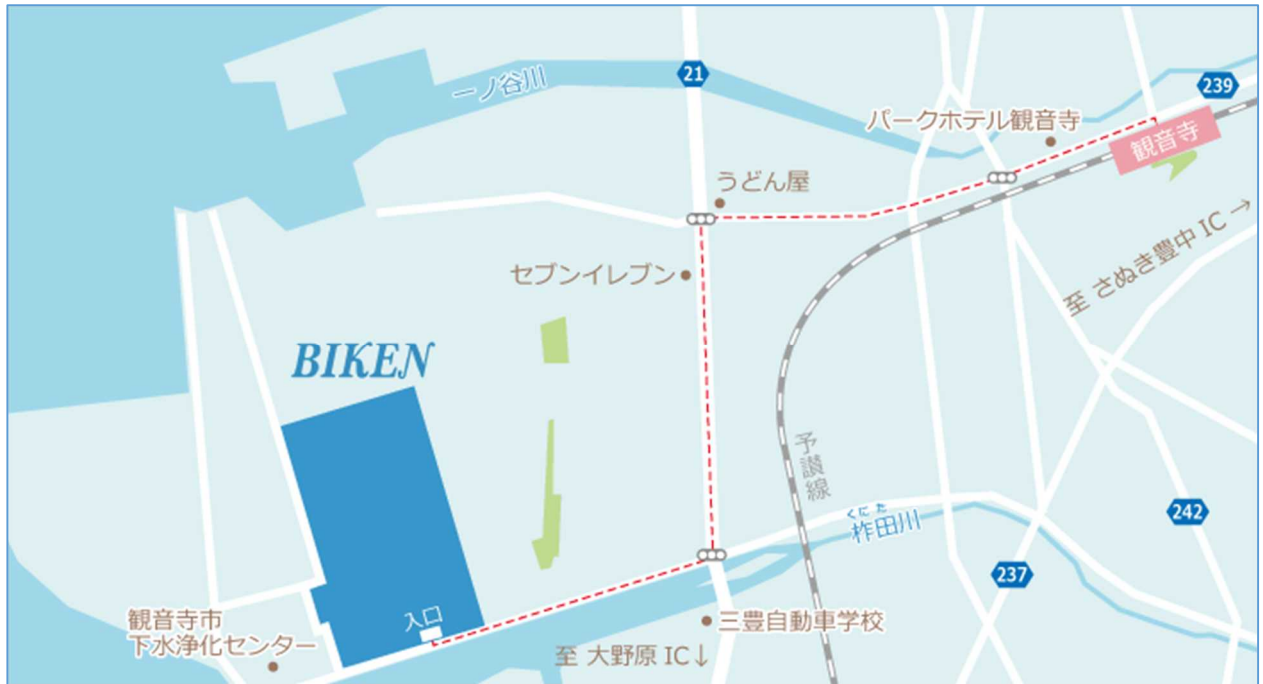 一ノ谷川
21
239
パークホテル観音寺
観音寺
うどん屋
至 さぬき豊中 IC →
セブンイレブン
BIKEN
予讃線
くにた
柞田川
242
237
入口
観音寺市
下水浄化センター
三豊自動車学校
至 大野原 IC↓